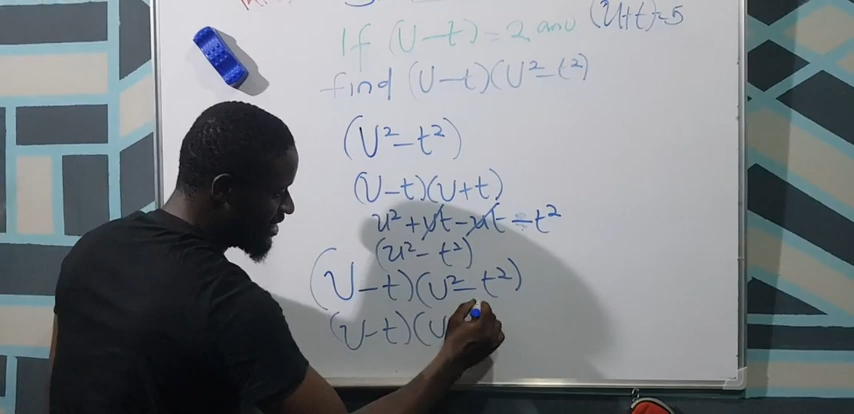 If (U-t)=2 and (U+t)=5
find (U-t)(U²-t²)
(U²-t²)
(U-t)(U+t)
u²+ut-ut-t²
(u²-t²)
(U-t)(U²-t²)
(U-t)(U